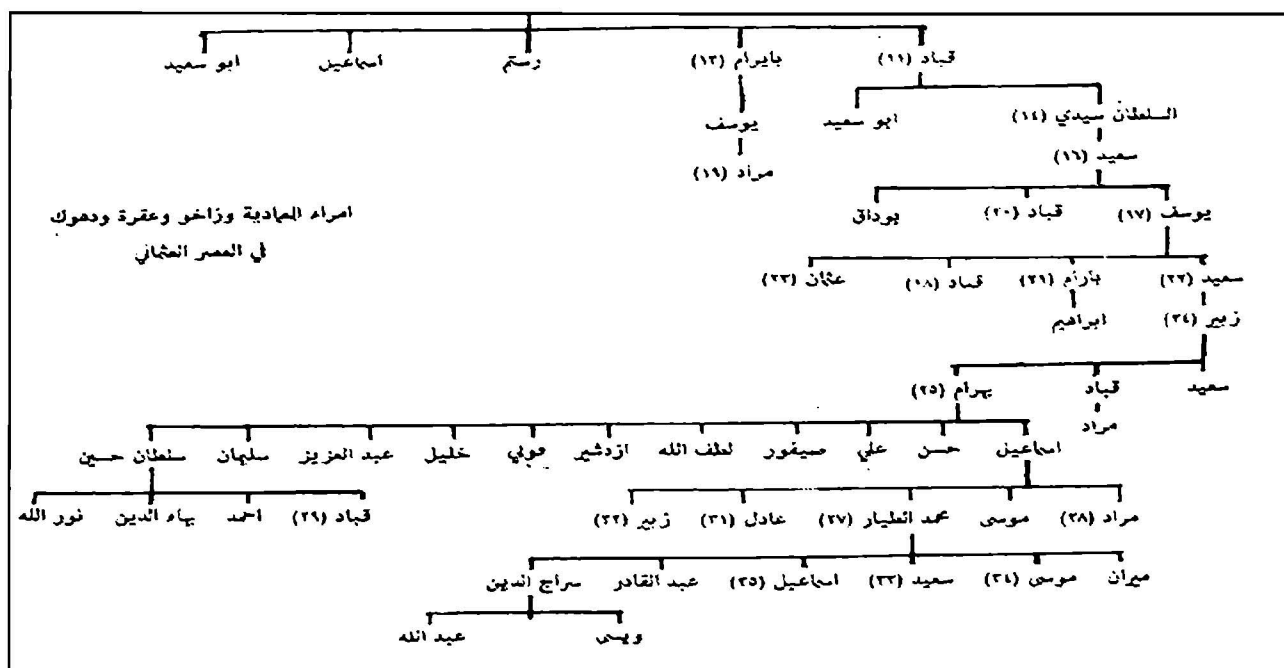 قباد (١١) بايرام (١٣) رستم اسماعيل ابو سعيد
السلطان سيدي (١٤) ابو سعيد يوسف
سعيد (١٦) مراد (١٩)
يوسف (١٧) قباد (٢٠) بوداق
امراء العمادية وزاخو وعقرة ودهوك
في العصر العثماني
سعيد (٢٢) بارام (٢١) قباد (١٨) عثمان (٢٣)
زبير (٢٤) ابراهيم
سعيد قباد بهرام (٢٥)
مراد
اسماعيل حسن علي صيفور لطف الله ازدشير هولي خليل عبد العزيز سليمان سلطان حسين
قباد (٢٩) احمد بهاء الدين نور الله
مراد (٢٨) موسى محمد الطيار (٢٧) عادل (٣١) زبير (٣٢)
ميران موسى (٣٤) سعيد (٣٣) اسماعيل (٣٥) عبد القادر سراج الدين
ويسى عبد الله